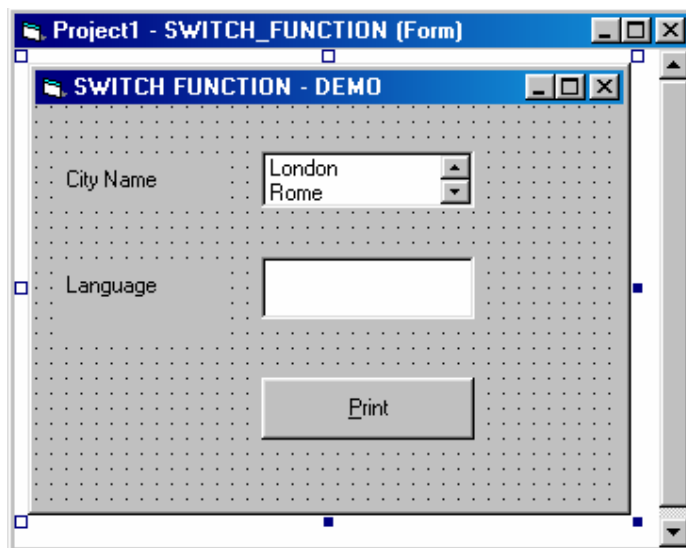 Project1 - SWITCH_FUNCTION (Form)
SWITCH FUNCTION - DEMO
City Name
London
Rome
Language
Print